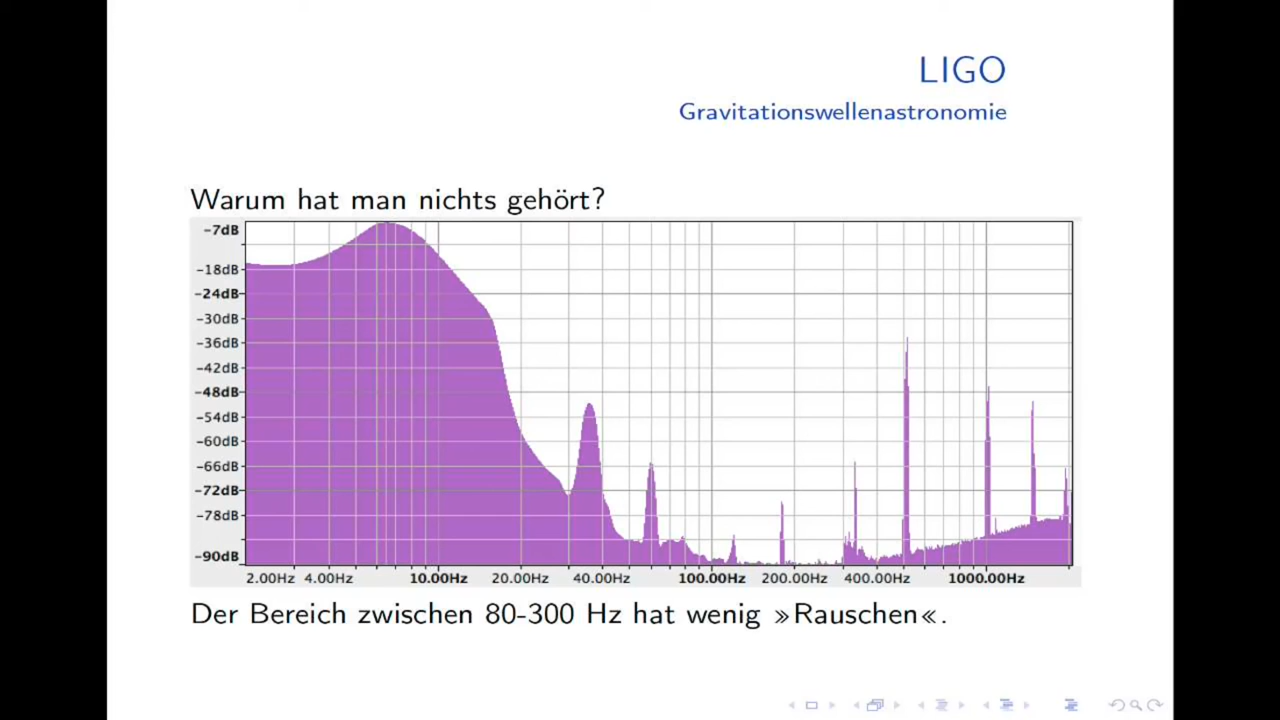 LIGO
Gravitationswellenastronomie
Warum hat man nichts gehört?
-7dB
-18dB
-24dB
-30dB
-36dB
-42dB
-48dB
-54dB
-60dB
-66dB
-72dB
-78dB
-90dB
2.00Hz 4.00Hz 10.00Hz 20.00Hz 40.00Hz 100.00Hz 200.00Hz 400.00Hz 1000.00Hz
Der Bereich zwischen 80-300 Hz hat wenig »Rauschen«.